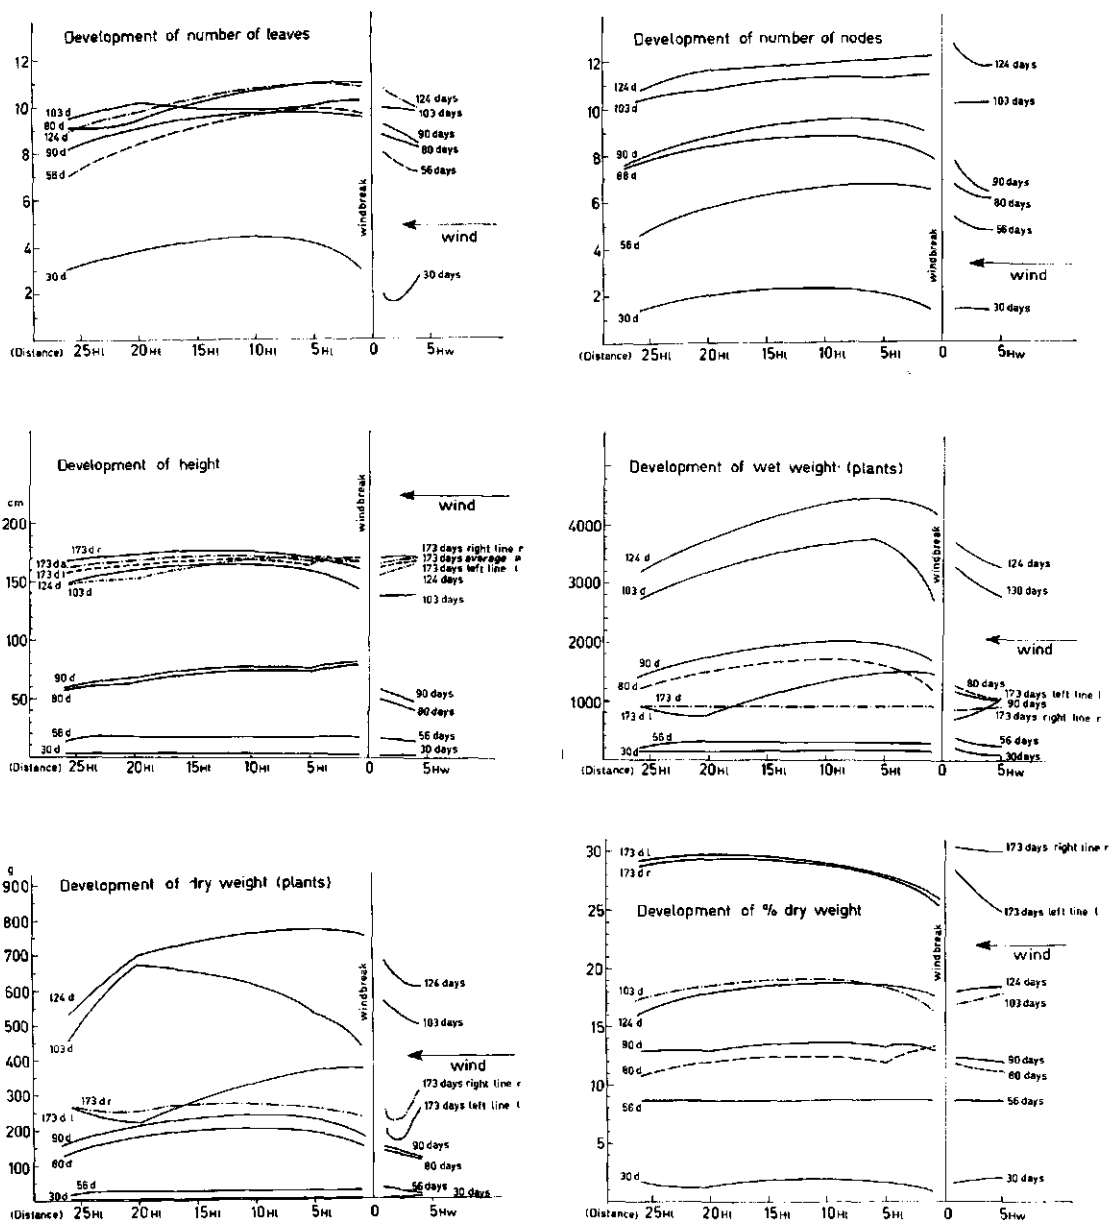 Development of number of leaves
12
10
8
6
4
2
103 d
80 d
124 d
90 d
56 d
30 d
windbreak
124 days
103 days
90 days
80 days
56 days
wind
30 days
(Distance) 25Hl 20Hl 15Hl 10Hl 5Hl 0 5Hw
Development of number of nodes
12
10
8
6
4
2
124 d
103 d
90 d
88 d
56 d
30 d
windbreak
124 days
103 days
90 days
80 days
56 days
wind
30 days
(Distance) 25Hl 20Hl 15Hl 10Hl 5Hl 0 5Hw
Development of height
cm
200
150
100
50
173 d r
173 d a
173 d l
124 d
103 d
90 d
80 d
56 d
30 d
windbreak
wind
173 days right line r
173 days average a
173 days left line l
124 days
103 days
90 days
80 days
56 days
30 days
(Distance) 25Hl 20Hl 15Hl 10Hl 5Hl 0 5Hw
Development of wet weight (plants)
4000
3000
2000
1000
124 d
103 d
90 d
80 d
173 d
173 d l
56 d
30 d
windbreak
124 days
130 days
wind
80 days
173 days left line l
90 days
173 days right line r
56 days
30 days
(Distance) 25Hl 20Hl 15Hl 10Hl 5Hl 0 5Hw
g
Development of dry weight (plants)
900
800
700
600
500
400
300
200
100
124 d
103 d
173 d r
173 d l
90 d
80 d
56 d
30 d
windbreak
124 days
103 days
wind
173 days right line r
173 days left line l
90 days
80 days
56 days
30 days
(Distance) 25Hl 20Hl 15Hl 10Hl 5Hl 0 5Hw
30
25
20
15
10
5
173 d l
173 d r
Development of % dry weight
103 d
124 d
90 d
80 d
56 d
30 d
windbreak
173 days right line r
173 days left line l
wind
124 days
103 days
90 days
80 days
56 days
30 days
(Distance) 25Hl 20Hl 15Hl 10Hl 5Hl 0 5Hw